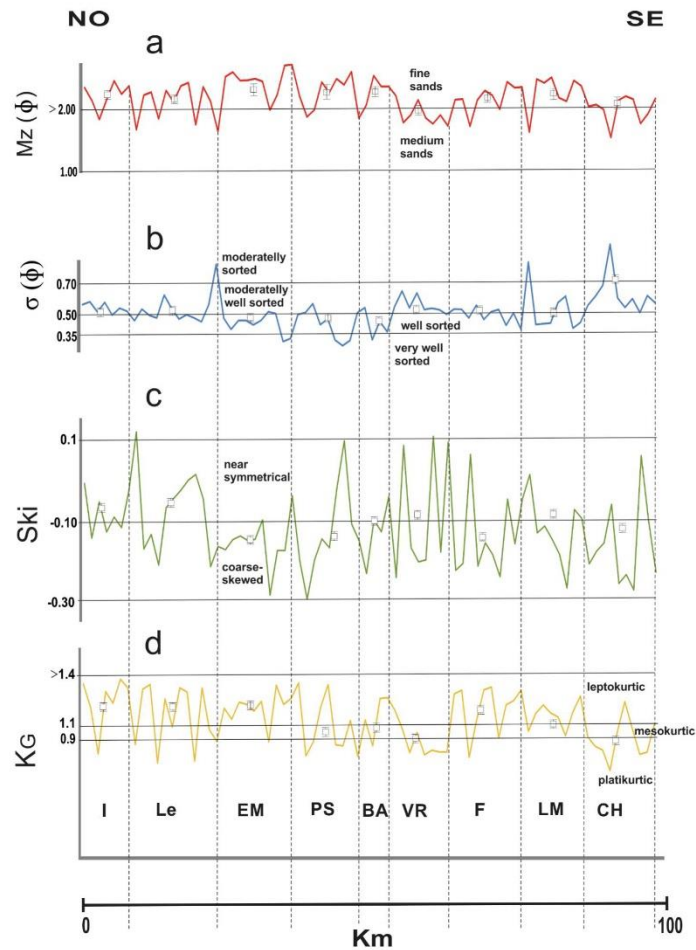 NO SE
a
Mz (ϕ)
>2.00
1.00
fine
sands
medium
sands
b
σ (ϕ)
0.70
0.50
0.35
moderatelly
sorted
moderatelly
well sorted
well sorted
very well
sorted
c
Ski
0.1
-0.10
-0.30
near
symmetrical
coarse-
skewed
d
KG
>1.4
1.1
0.9
leptokurtic
mesokurtic
platikurtic
I Le EM PS BA VR F LM CH
0 Km 100